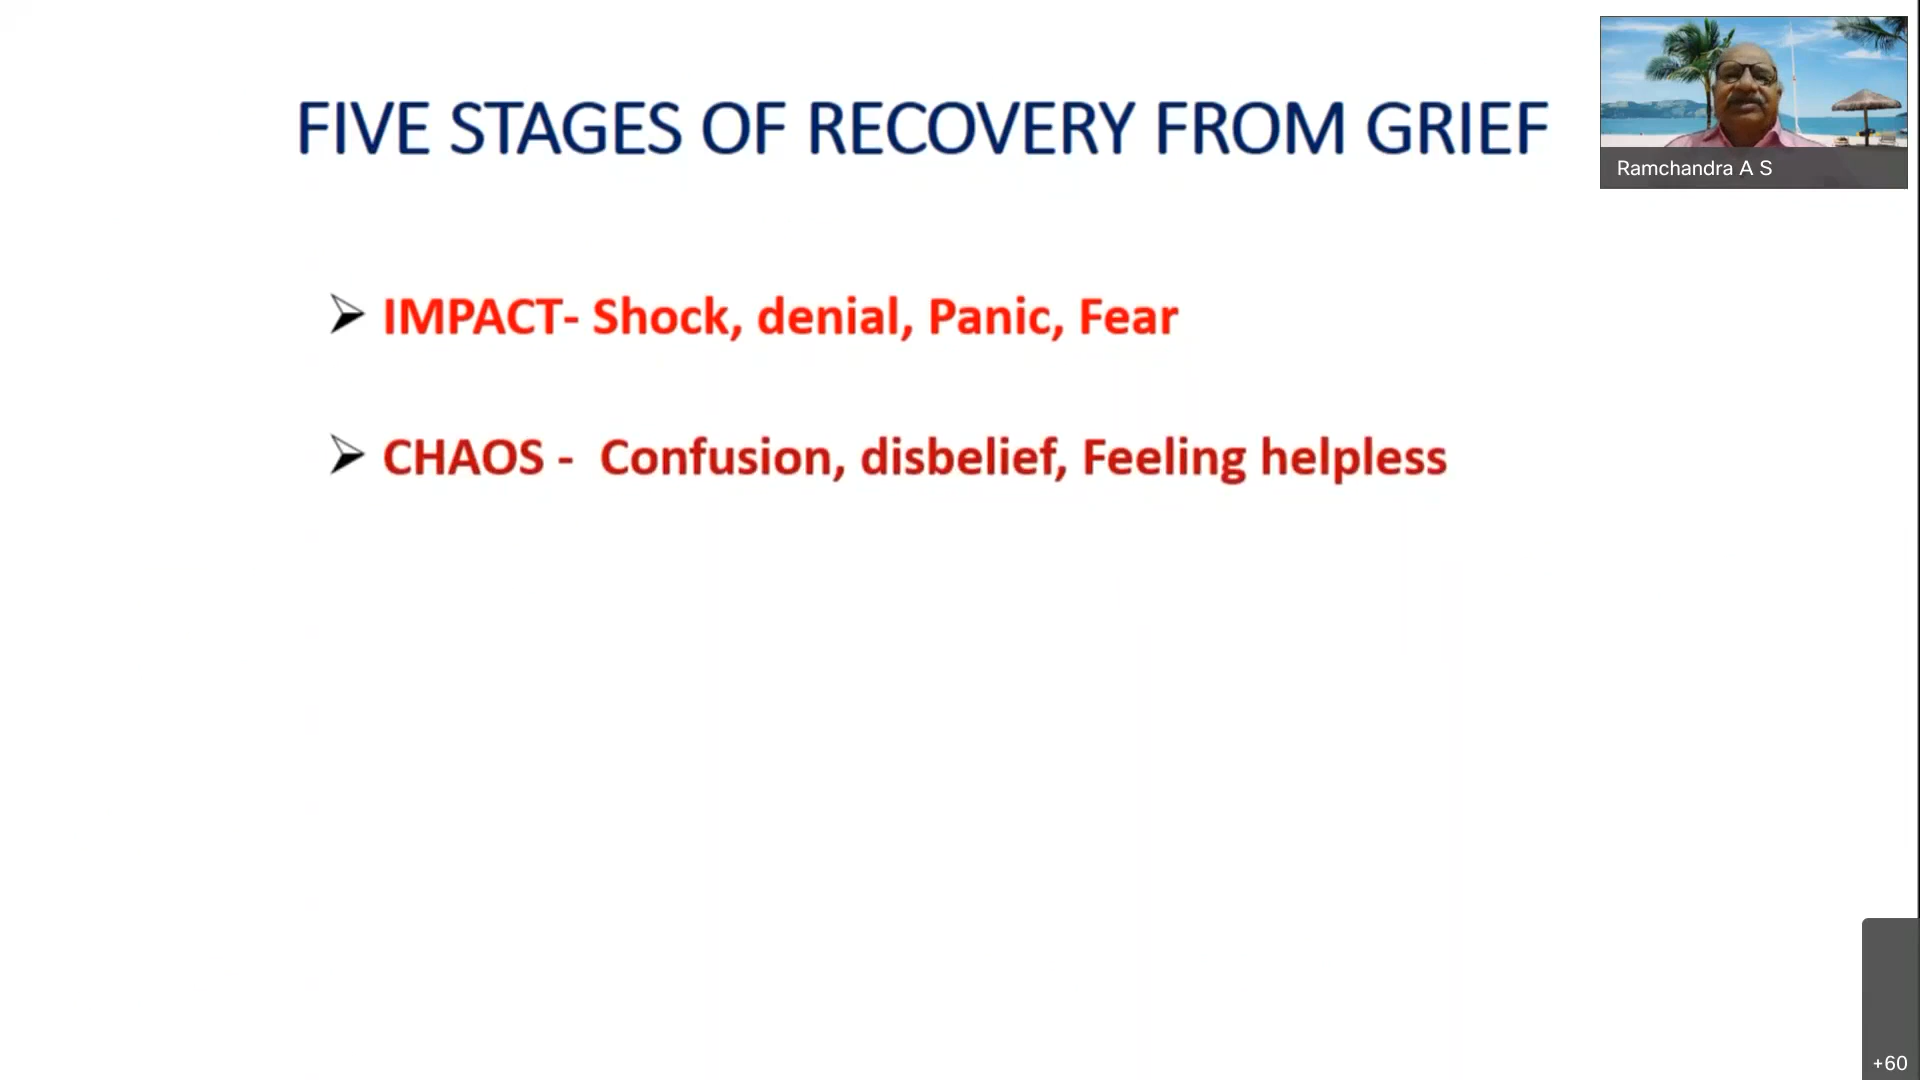 FIVE STAGES OF RECOVERY FROM GRIEF
Ramchandra A S
IMPACT- Shock, denial, Panic, Fear
CHAOS - Confusion, disbelief, Feeling helpless
+60